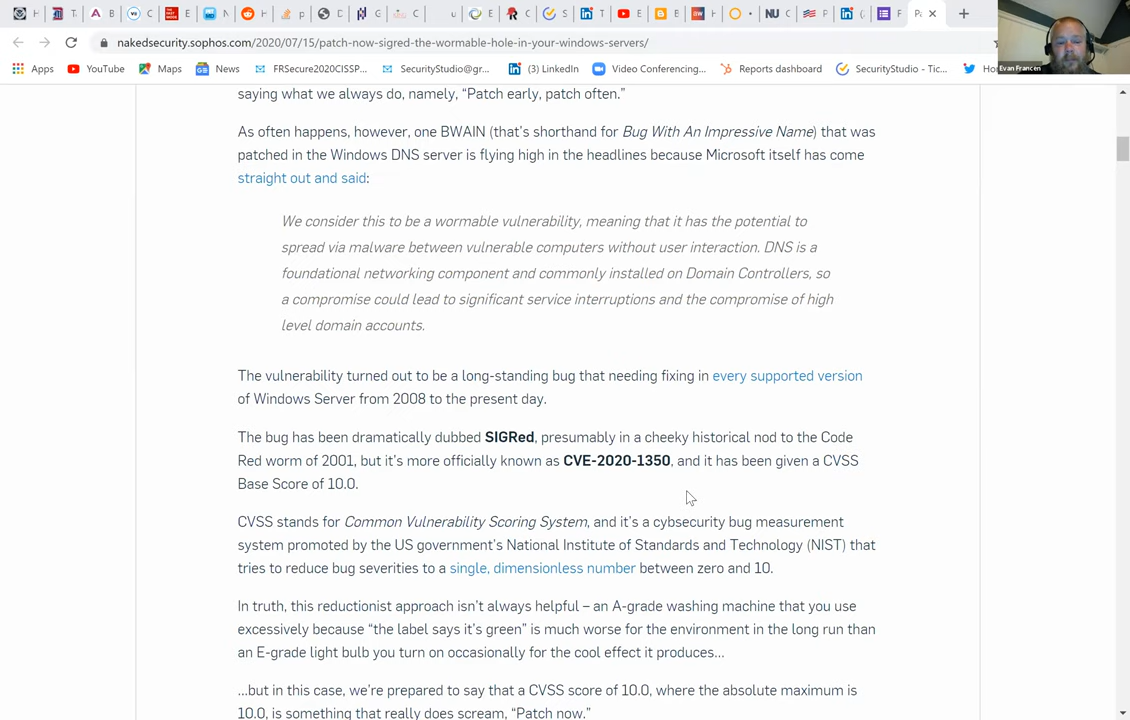 H
T
A
B
C
E
N
H
p
D
G
C
u
E
C
S
T
E
B
H
NU
C
P
(
F
Pa
nakedsecurity.sophos.com/2020/07/15/patch-now-sigred-the-wormable-hole-in-your-windows-servers/
Apps
YouTube
Maps
News
FRSecure2020CISSP...
SecurityStudio@gr...
(3) LinkedIn
Video Conferencing...
Reports dashboard
SecurityStudio - Tic...
Evan Francen
saying what we always do, namely, "Patch early, patch often."
As often happens, however, one BWAIN (that's shorthand for Bug With An Impressive Name) that was
patched in the Windows DNS server is flying high in the headlines because Microsoft itself has come
straight out and said:
We consider this to be a wormable vulnerability, meaning that it has the potential to
spread via malware between vulnerable computers without user interaction. DNS is a
foundational networking component and commonly installed on Domain Controllers, so
a compromise could lead to significant service interruptions and the compromise of high
level domain accounts.
The vulnerability turned out to be a long-standing bug that needing fixing in every supported version
of Windows Server from 2008 to the present day.
The bug has been dramatically dubbed SIGRed, presumably in a cheeky historical nod to the Code
Red worm of 2001, but it's more officially known as CVE-2020-1350, and it has been given a CVSS
Base Score of 10.0.
CVSS stands for Common Vulnerability Scoring System, and it's a cybsecurity bug measurement
system promoted by the US government's National Institute of Standards and Technology (NIST) that
tries to reduce bug severities to a single, dimensionless number between zero and 10.
In truth, this reductionist approach isn't always helpful – an A-grade washing machine that you use
excessively because "the label says it's green" is much worse for the environment in the long run than
an E-grade light bulb you turn on occasionally for the cool effect it produces...
...but in this case, we're prepared to say that a CVSS score of 10.0, where the absolute maximum is
10.0, is something that really does scream, "Patch now."